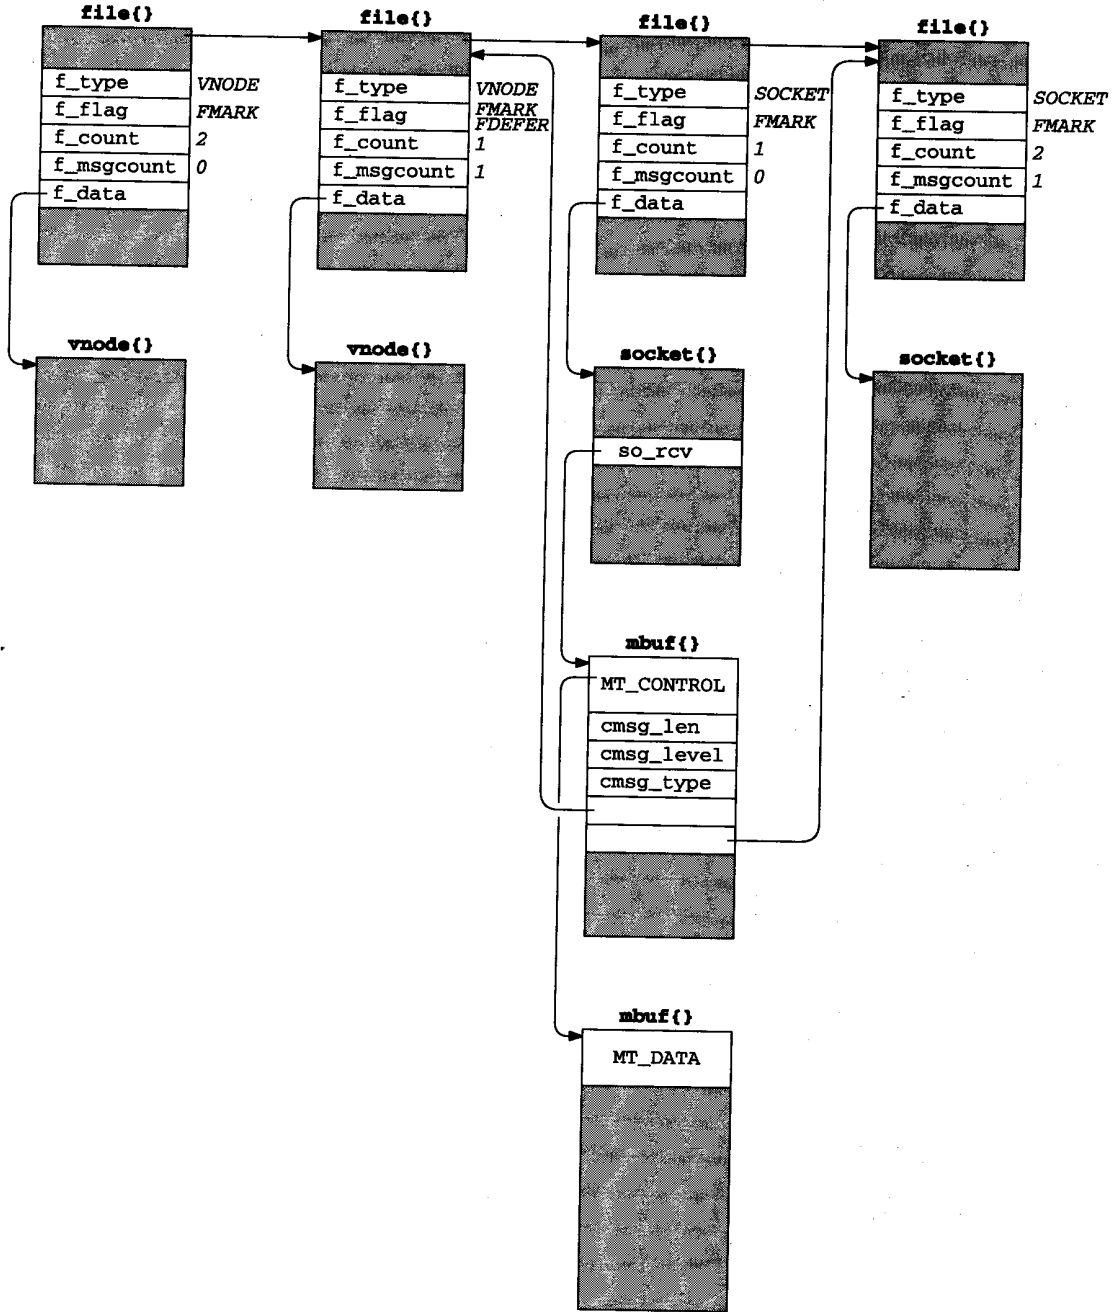 file{}
f_type VNODE
f_flag FMARK
f_count 2
f_msgcount 0
f_data
file{}
f_type VNODE
f_flag FMARK
FDEFER
f_count 1
f_msgcount 1
f_data
file{}
f_type SOCKET
f_flag FMARK
f_count 1
f_msgcount 0
f_data
file{}
f_type SOCKET
f_flag FMARK
f_count 2
f_msgcount 1
f_data
vnode{}
vnode{}
socket{}
so_rcv
socket{}
mbuf{}
MT_CONTROL
cmsg_len
cmsg_level
cmsg_type
mbuf{}
MT_DATA